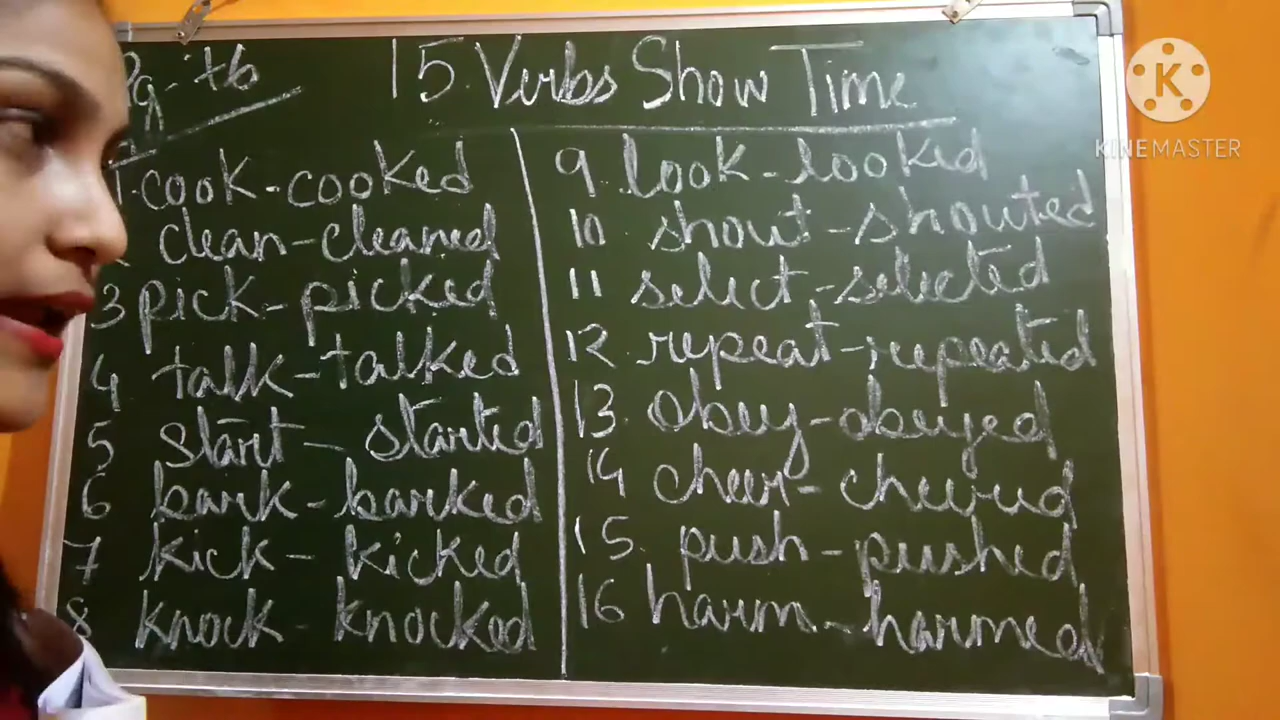 Pg-76
15. Verbs Show Time
1. cook-cooked
clean-cleaned
3 pick-picked
4 talk-talked
5 start-started
6 bark-barked
7 kick-kicked
8 knock-knocked
9. look-looked
10 shout-shouted
11 select-selected
12 repeat-repeated
13. obey-obeyed
14 cheer-cheered
15. push-pushed
16 harm-harmed
K
KINEMASTER